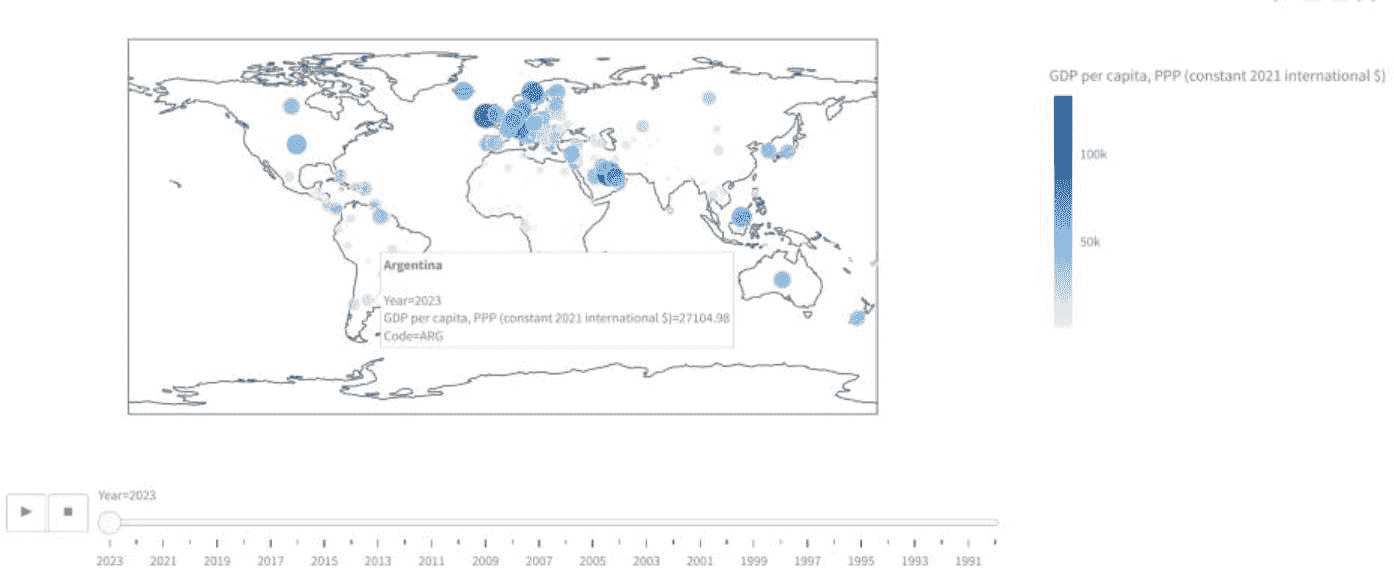 GDP per capita, PPP (constant 2021 international $)
100k
50k
Argentina
Year=2023
GDP per capita, PPP (constant 2021 international $)=27104.98
Code=ARG
Year=2023
2023 2021 2019 2017 2015 2013 2011 2009 2007 2005 2003 2001 1999 1997 1995 1993 1991